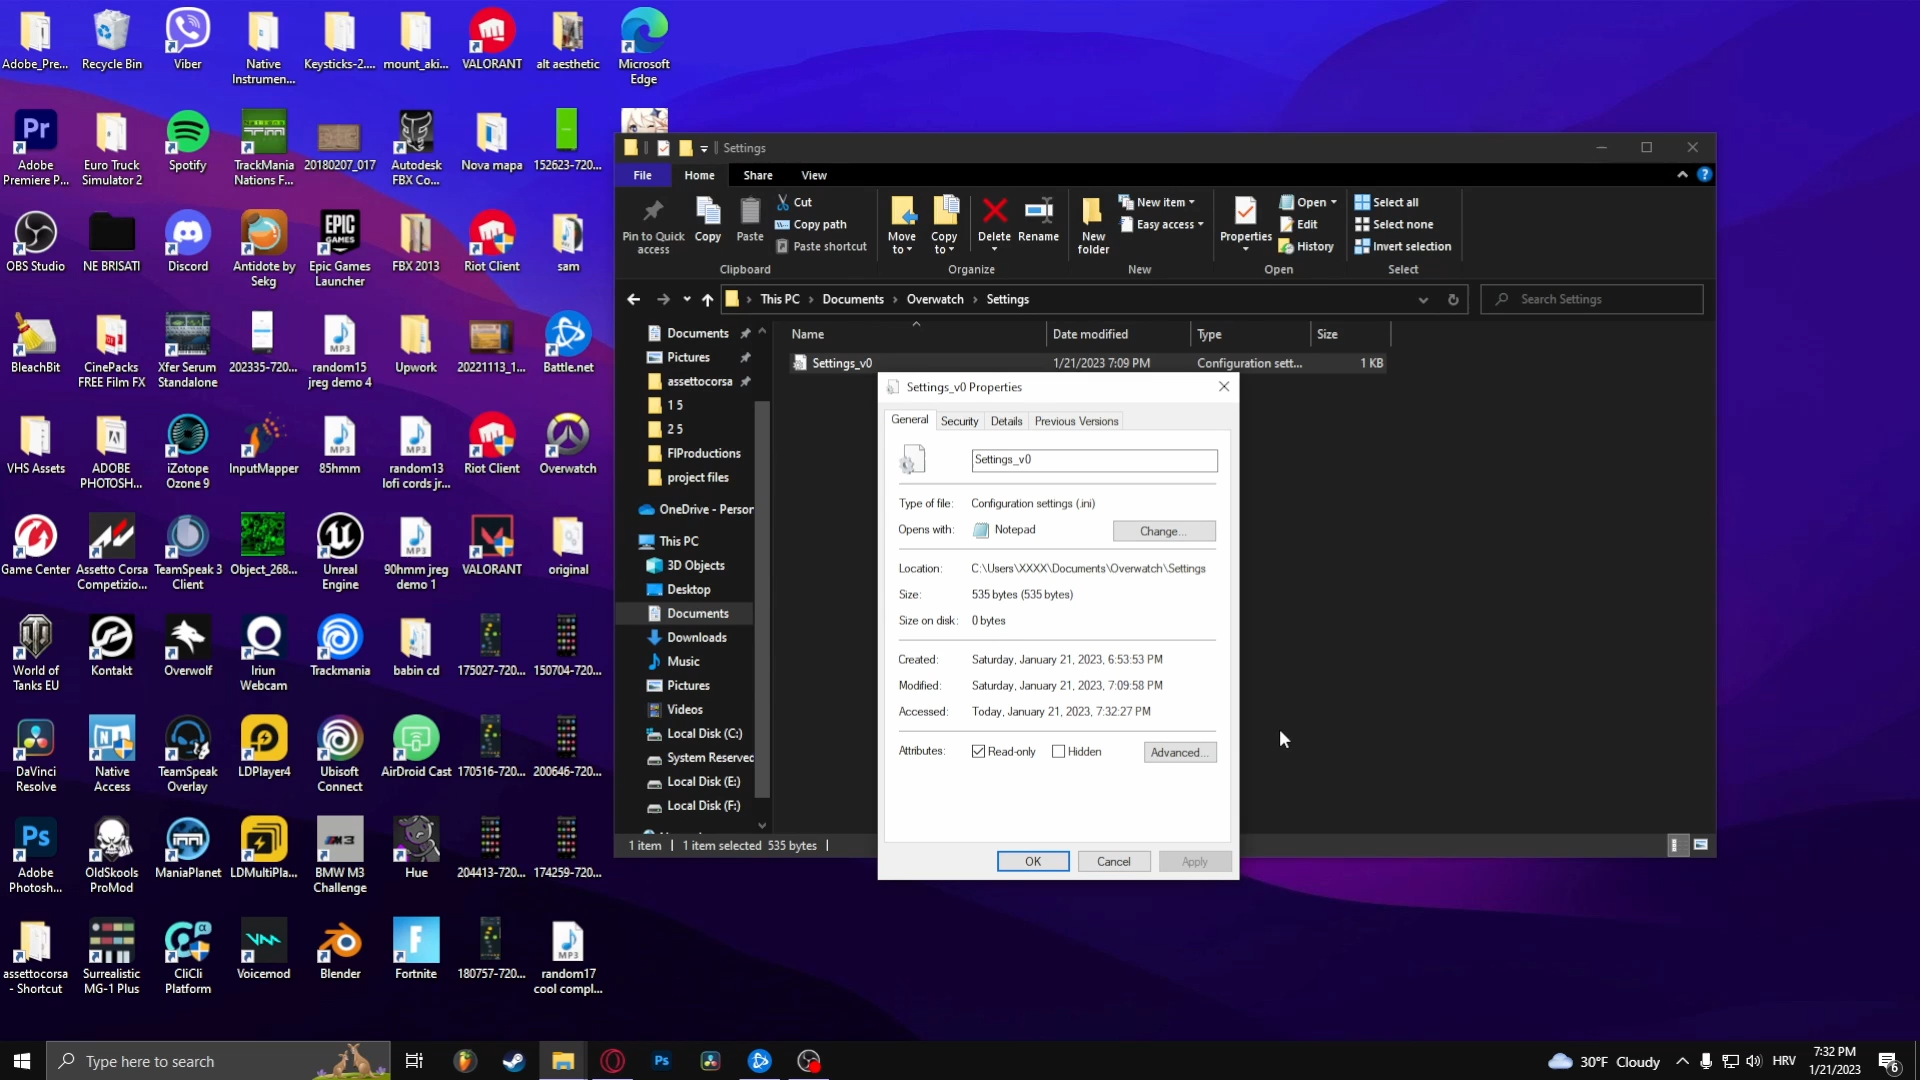 Adobe_Pre...
Recycle Bin
Viber
Native
Instrumen...
Keysticks-2....
mount_aki...
VALORANT
alt aesthetic
Microsoft
Edge
Adobe
Premiere P...
Euro Truck
Simulator 2
Spotify
TrackMania
Nations F...
20180207_017
Autodesk
FBX Co...
Nova mapa
152623-720...
OBS Studio
NE BRISATI
Discord
Antidote by
Sekg
Epic Games
Launcher
FBX 2013
Riot Client
sam
BleachBit
CinePacks
FREE Film FX
Xfer Serum
Standalone
202335-720...
random15
jreg demo 4
Upwork
20221113_1...
Battle.net
VHS Assets
ADOBE
PHOTOSH...
iZotope
Ozone 9
InputMapper
85hmm
random13
lofi cords jr...
Riot Client
Overwatch
Game Center
Assetto Corsa
Competizio...
TeamSpeak 3
Client
Object_268...
Unreal
Engine
90hmm jreg
demo 1
VALORANT
original
World of
Tanks EU
Kontakt
Overwolf
Iriun
Webcam
Trackmania
babin cd
175027-720...
150704-720...
DaVinci
Resolve
Native
Access
TeamSpeak
Overlay
LDPlayer4
Ubisoft
Connect
AirDroid Cast
170516-720...
200646-720...
Adobe
Photosh...
OldSkools
ProMod
ManiaPlanet
LDMultiPla...
BMW M3
Challenge
Hue
204413-720...
174259-720...
assettocorsa
- Shortcut
Surrealistic
MG-1 Plus
CliCli
Platform
Voicemod
Blender
Fortnite
180757-720...
random17
cool compl...
Settings
File
Home
Share
View
Pin to Quick
access
Copy
Paste
Cut
Copy path
Paste shortcut
Clipboard
Move
to
Copy
to
Delete
Rename
Organize
New
folder
New item
Easy access
New
Properties
Open
Edit
History
Open
Select all
Select none
Invert selection
Select
This PC > Documents > Overwatch > Settings
Search Settings
Documents
Pictures
assettocorsa
1 5
2 5
FIProductions
project files
OneDrive - Person
This PC
3D Objects
Desktop
Documents
Downloads
Music
Pictures
Videos
Local Disk (C:)
System Reserved
Local Disk (E:)
Local Disk (F:)
Name
Date modified
Type
Size
Settings_v0
1/21/2023 7:09 PM
Configuration sett...
1 KB
1 item
1 item selected 535 bytes
Settings_v0 Properties
General
Security
Details
Previous Versions
Settings_v0
Type of file: Configuration settings (.ini)
Opens with: Notepad
Change...
Location: C:\Users\XXXX\Documents\Overwatch\Settings
Size: 535 bytes (535 bytes)
Size on disk: 0 bytes
Created: Saturday, January 21, 2023, 6:53:53 PM
Modified: Saturday, January 21, 2023, 7:09:58 PM
Accessed: Today, January 21, 2023, 7:32:27 PM
Attributes: Read-only Hidden
Advanced...
OK
Cancel
Apply
Type here to search
30°F Cloudy
HRV
7:32 PM
1/21/2023
6